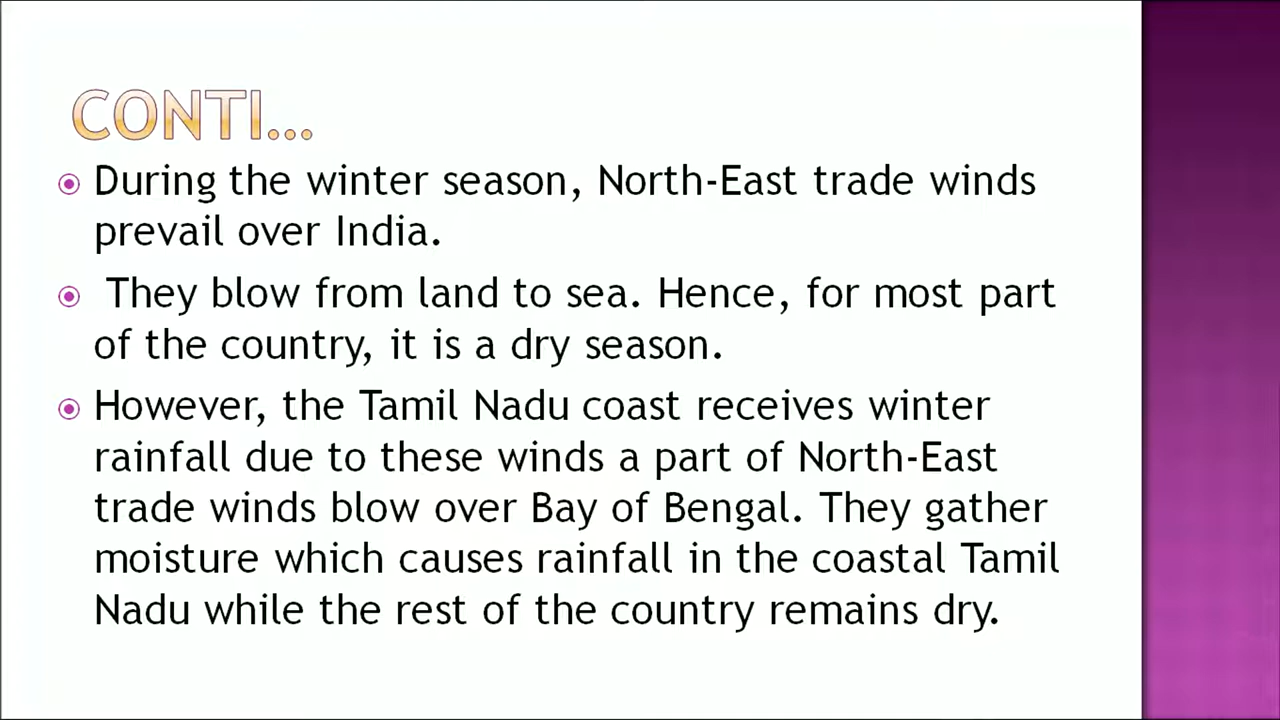 CONTI...
During the winter season, North-East trade winds
prevail over India.
They blow from land to sea. Hence, for most part
of the country, it is a dry season.
However, the Tamil Nadu coast receives winter
rainfall due to these winds a part of North-East
trade winds blow over Bay of Bengal. They gather
moisture which causes rainfall in the coastal Tamil
Nadu while the rest of the country remains dry.